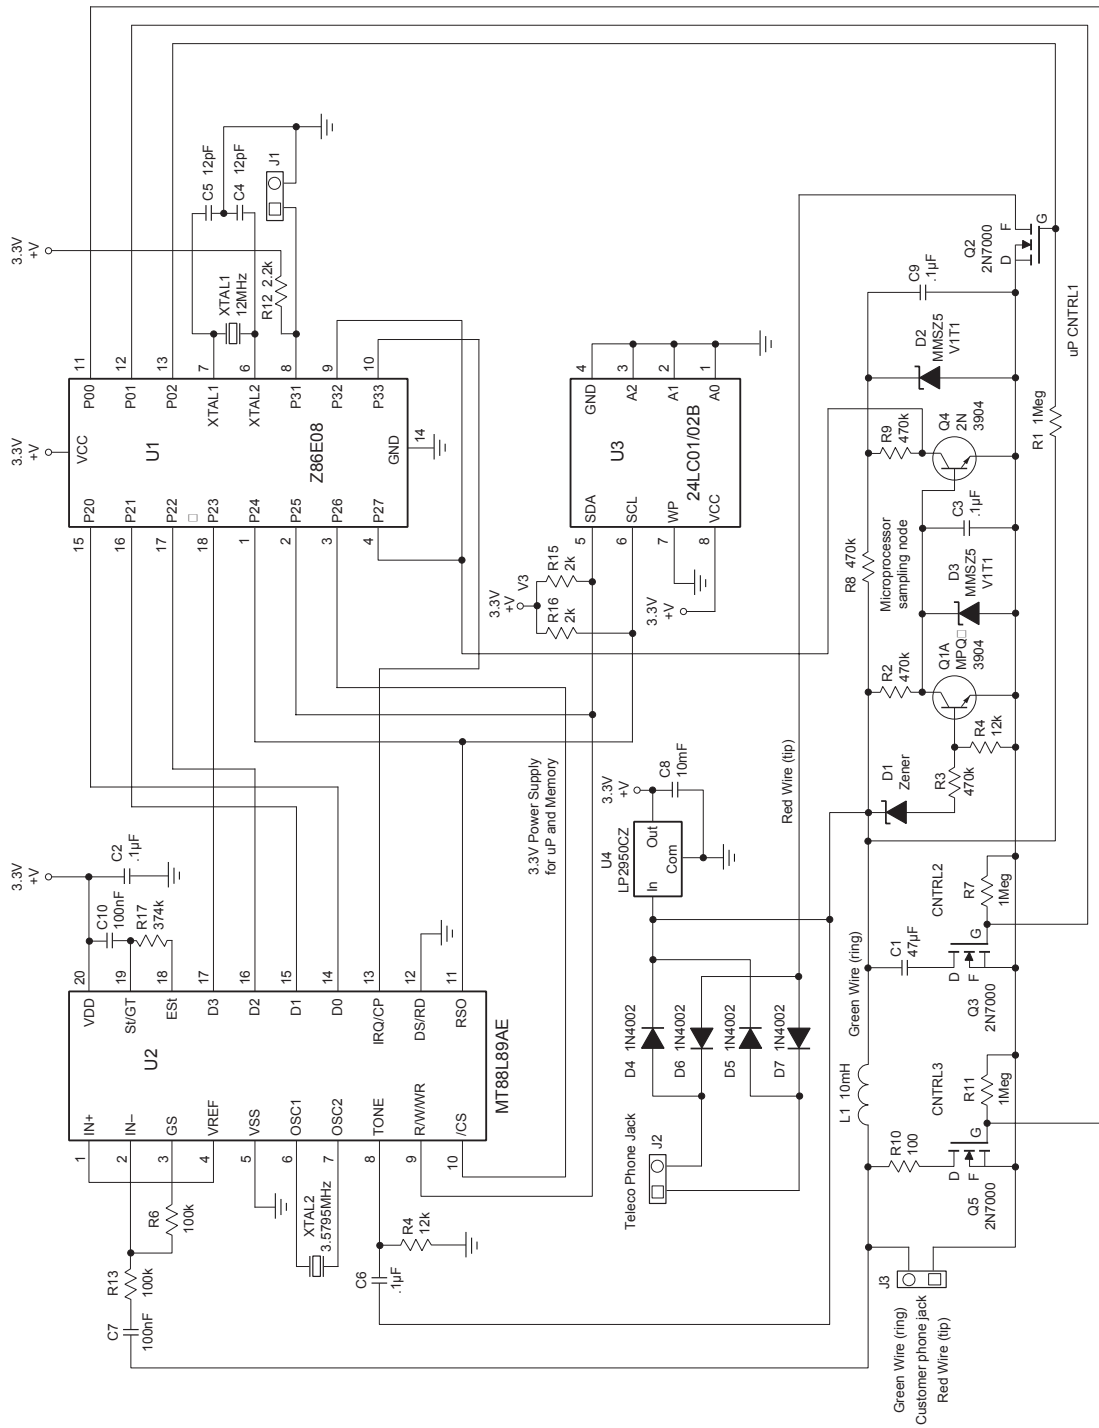 C7
100nF
R13
100k
R6
100k
1
2
3
4
5
6
7
8
9
10
IN+
IN–
GS
VREF
VSS
OSC1
OSC2
TONE
R/W/WR
/CS
U2
MT88L89AE
VDD
St/GT
ESt
D3
D2
D1
D0
IRQ/CP
DS/RD
RSO
20
19
18
17
16
15
14
13
12
11
XTAL2
3.5795MHz
C6
.1µF
R4
12k
3.3V
+V
C10
100nF
C2
.1µF
R17
374k
15
16
17
18
1
2
3
4
P20
P21
P22
P23
P24
P25
P26
P27
3.3V
+V
VCC
U1
Z86E08
GND
14
P00
P01
P02
XTAL1
XTAL2
P31
P32
P33
11
12
13
7
6
8
9
10
3.3V
+V
XTAL1
12MHz
R12 2.2k
C5 12pF
C4 12pF
J1
3.3V Power Supply
for uP and Memory
3.3V
+V
V3
R16
2k
R15
2k
3.3V
+V
5
6
7
8
SDA
SCL
WP
VCC
U3
24LC01/02B
GND
A2
A1
A0
4
3
2
1
Teleco Phone Jack
J2
D4 1N4002
D6 1N4002
D5 1N4002
D7 1N4002
U4
LP2950CZ
In
Out
Com
3.3V
+V
C8
10mF
Red Wire (tip)
Green Wire (ring)
Customer phone jack
Red Wire (tip)
J3
L1 10mH
Green Wire (ring)
R10
100
CNTRL3
Q5
2N7000
D
F
G
R11
1Meg
C1
47µF
CNTRL2
Q3
2N7000
D
F
G
R7
1Meg
D1
Zener
R3
470k
R4
12k
R2
470k
Q1A
MPQ
3904
D3
MMSZ5
V1T1
Microprocessor
sampling node
C3
.1µF
R8 470k
R9
470k
Q4
2N
3904
D2
MMSZ5
V1T1
C9
.1µF
Q2
2N7000
D
F
G
R1 1Meg
uP CNTRL1